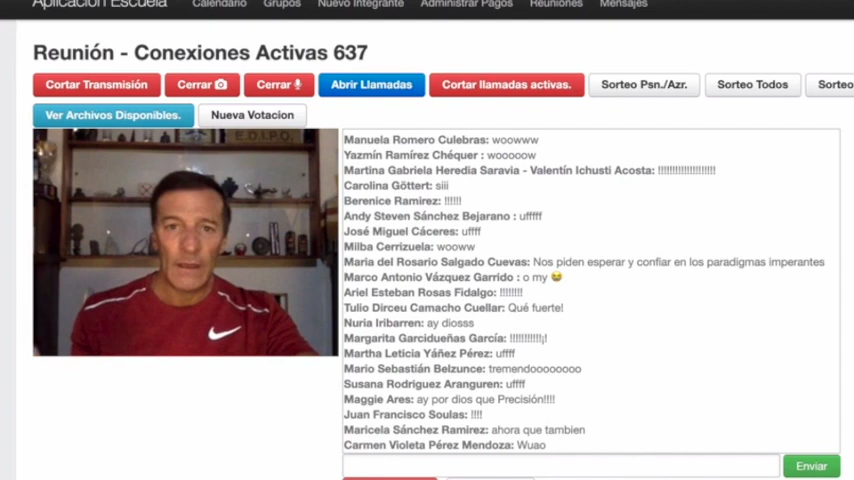 Aplicación Escuela Calendario Grupos Nuevo Integrante Administrar Pagos Reuniones Mensajes
Reunión - Conexiones Activas 637
Cortar Transmisión Cerrar Cerrar Abrir Llamadas Cortar llamadas activas. Sorteo Psn./Azr. Sorteo Todos Sorteo
Ver Archivos Disponibles. Nueva Votacion
E.D.I.P.O.
Manuela Romero Culebras: woowww
Yazmín Ramírez Chéquer : wooooow
Martina Gabriela Heredia Saravia - Valentín Ichusti Acosta: !!!!!!!!!!!!!!!!!!!!!
Carolina Göttert: siii
Berenice Ramirez: !!!!!!
Andy Steven Sánchez Bejarano : ufffff
José Miguel Cáceres: uffff
Milba Cerrizuela: wooww
Maria del Rosario Salgado Cuevas: Nos piden esperar y confiar en los paradigmas imperantes
Marco Antonio Vázquez Garrido : o my 😹
Ariel Esteban Rosas Fidalgo: !!!!!!!!
Tulio Dirceu Camacho Cuellar: Qué fuerte!
Nuria Iribarren: ay diosss
Margarita Garcidueñas García: !!!!!!!!!!!¡!
Martha Leticia Yáñez Pérez: uffff
Mario Sebastián Belzunce: tremendoooooooo
Susana Rodriguez Aranguren: uffff
Maggie Ares: ay por dios que Precisión!!!!
Juan Francisco Soulas: !!!!
Maricela Sánchez Ramirez: ahora que tambien
Carmen Violeta Pérez Mendoza: Wuao
Enviar